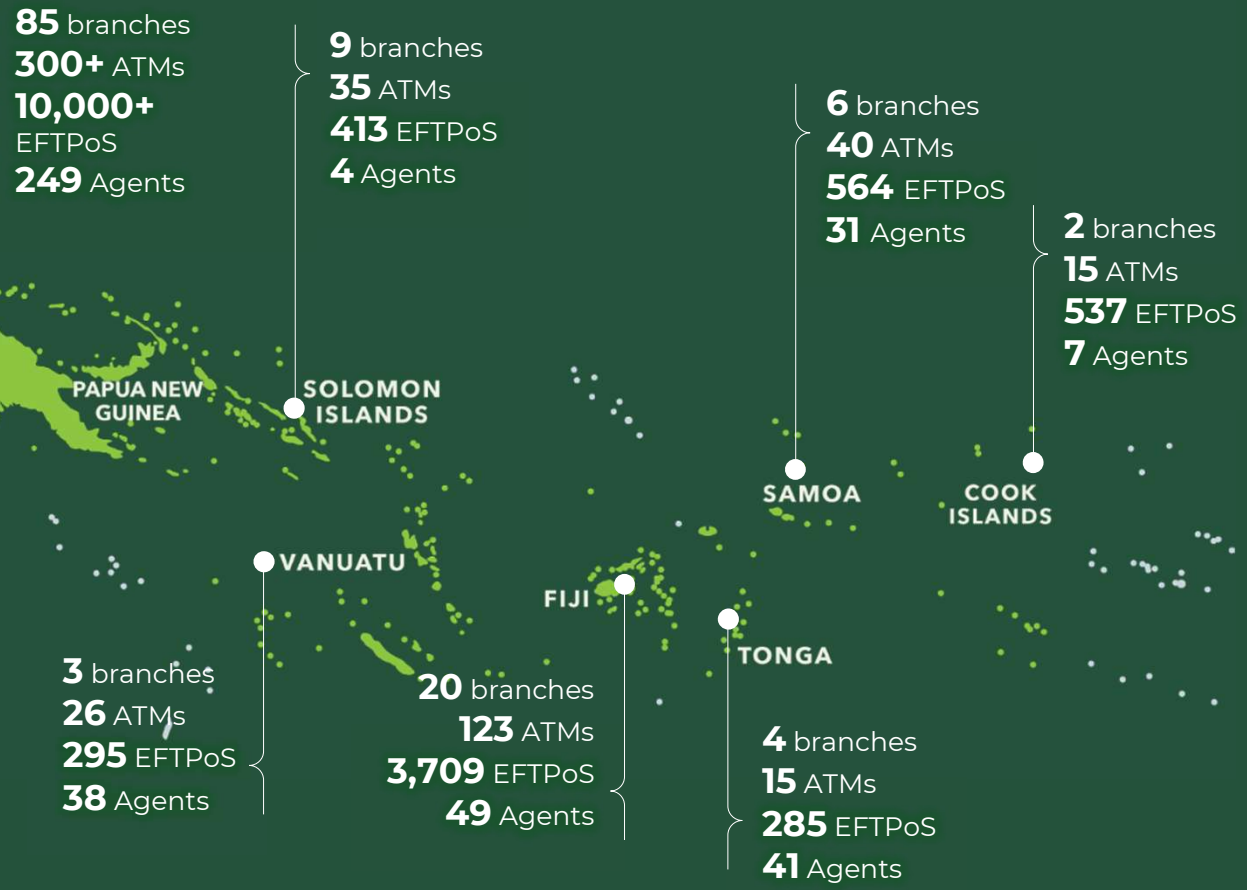 85 branches
300+ ATMs
10,000+
EFTPoS
249 Agents
9 branches
35 ATMs
413 EFTPoS
4 Agents
6 branches
40 ATMs
564 EFTPoS
31 Agents
2 branches
15 ATMs
537 EFTPoS
7 Agents
PAPUA NEW
GUINEA
SOLOMON
ISLANDS
SAMOA
COOK
ISLANDS
VANUATU
FIJI
TONGA
3 branches
26 ATMs
295 EFTPoS
38 Agents
20 branches
123 ATMs
3,709 EFTPoS
49 Agents
4 branches
15 ATMs
285 EFTPoS
41 Agents